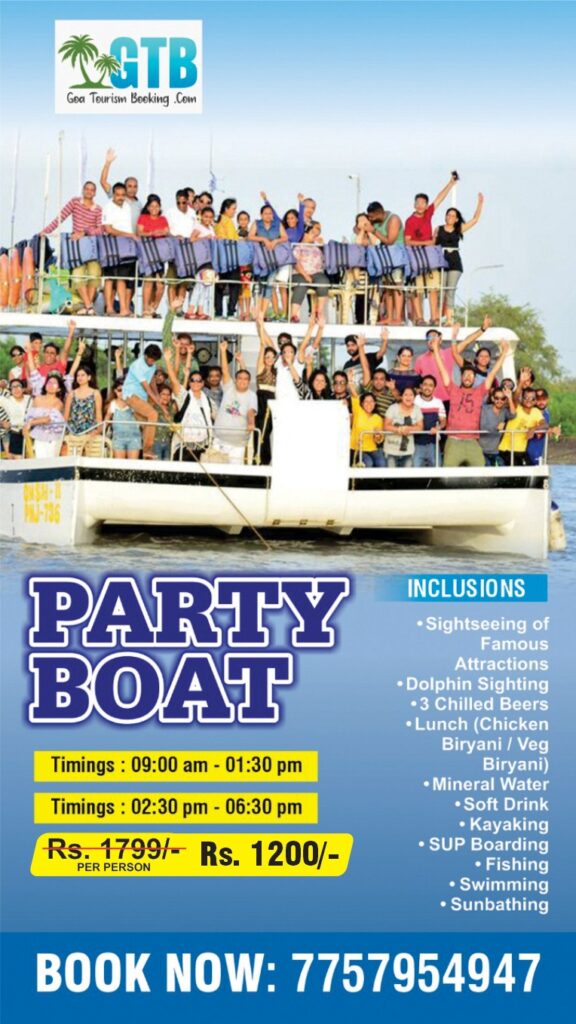 GTB
Goa Tourism Booking .Com
PARTY
BOAT
Timings : 09:00 am - 01:30 pm
Timings : 02:30 pm - 06:30 pm
Rs. 1799/- Rs. 1200/-
PER PERSON
INCLUSIONS
• Sightseeing of
Famous
Attractions
• Dolphin Sighting
• 3 Chilled Beers
• Lunch (Chicken
Biryani / Veg
Biryani)
• Mineral Water
• Soft Drink
• Kayaking
• SUP Boarding
• Fishing
• Swimming
• Sunbathing
BOOK NOW: 7757954947